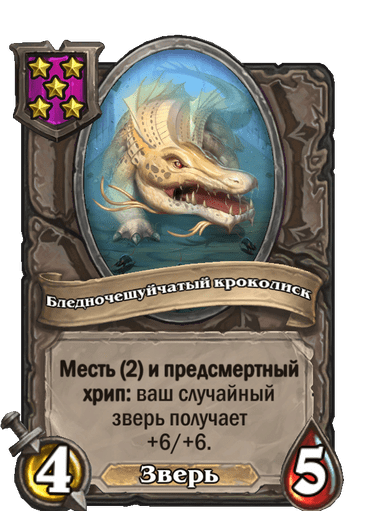 Бледночешуйчатый кроколиск
Месть (2) и предсмертный
хрип: ваш случайный
зверь получает
+6/+6.
4
Зверь
5